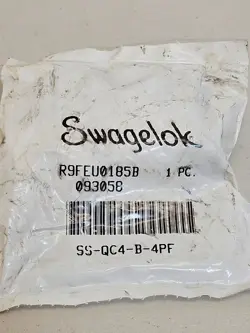 Swagelok
R9FEU0185B 1 PC.
093058
SS-QC4-B-4PF